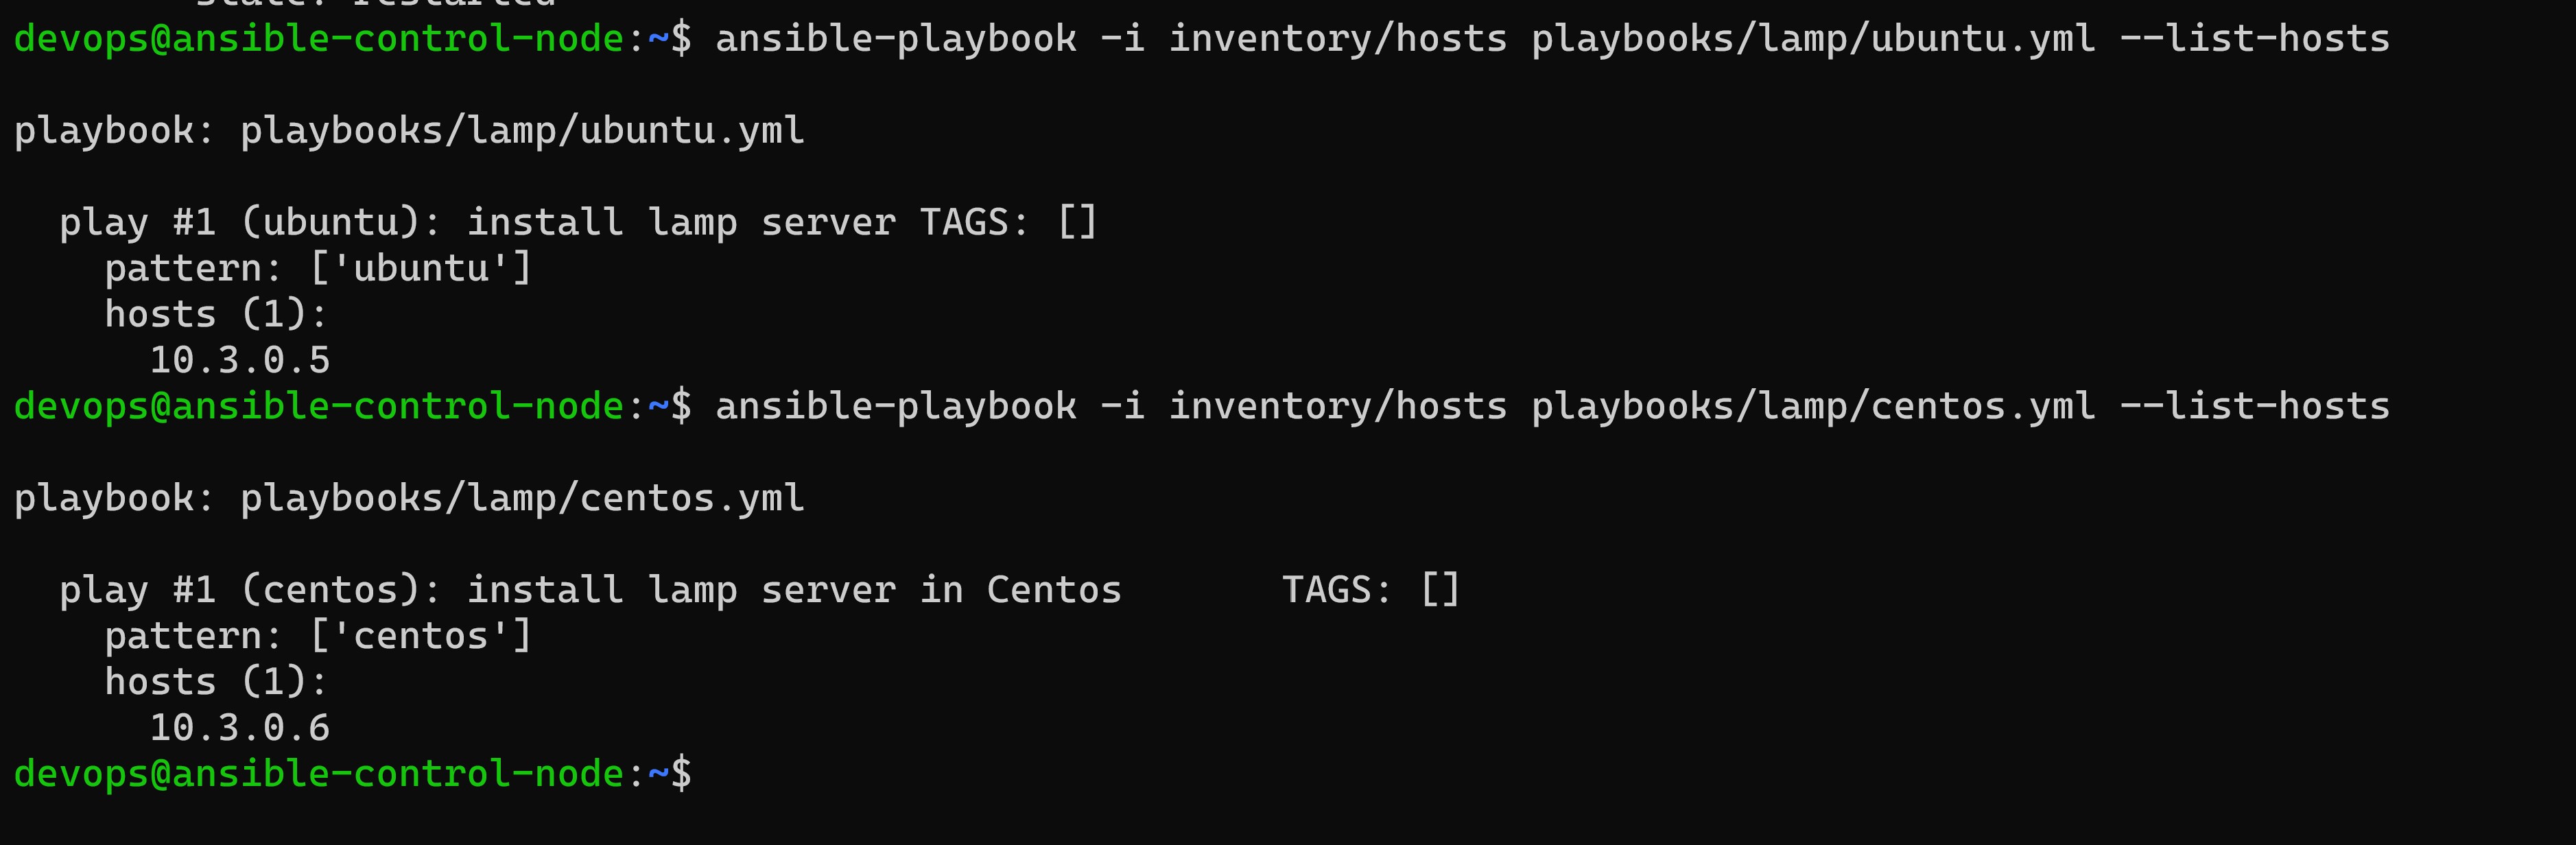 state: restarted
devops@ansible-control-node:~$ ansible-playbook -i inventory/hosts playbooks/lamp/ubuntu.yml --list-hosts
playbook: playbooks/lamp/ubuntu.yml
play #1 (ubuntu): install lamp server TAGS: []
pattern: ['ubuntu']
hosts (1):
10.3.0.5
devops@ansible-control-node:~$ ansible-playbook -i inventory/hosts playbooks/lamp/centos.yml --list-hosts
playbook: playbooks/lamp/centos.yml
play #1 (centos): install lamp server in Centos TAGS: []
pattern: ['centos']
hosts (1):
10.3.0.6
devops@ansible-control-node:~$